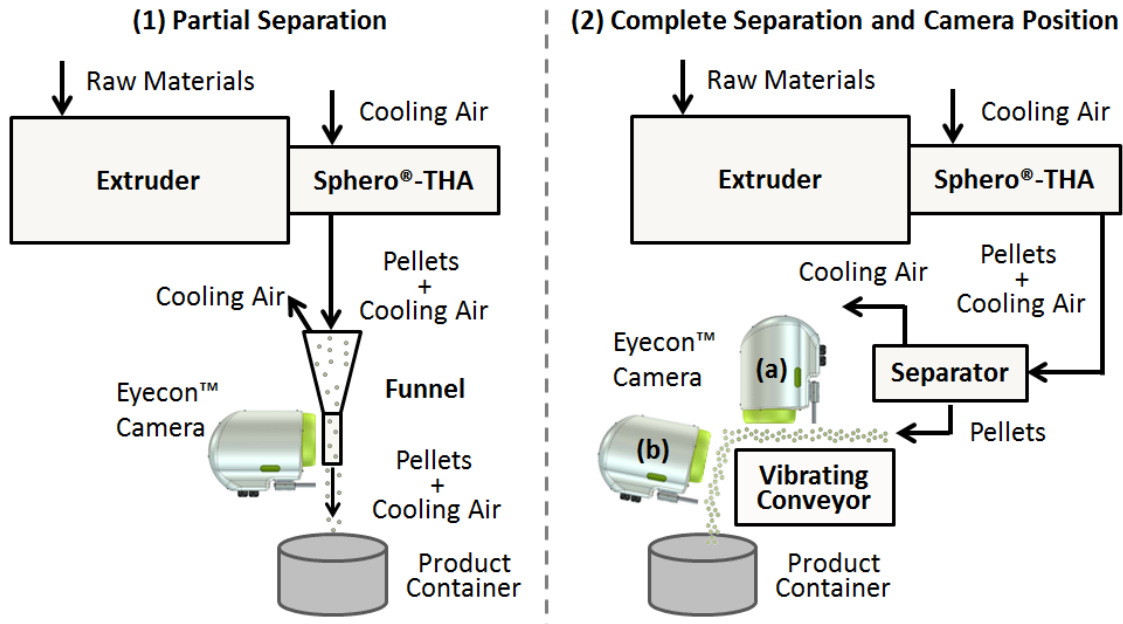 (1) Partial Separation
Raw Materials
Cooling Air
Extruder
Sphero®-THA
Pellets
+
Cooling Air
Cooling Air
Eyecon™
Camera
Funnel
Pellets
+
Cooling Air
Product
Container
(2) Complete Separation and Camera Position
Raw Materials
Cooling Air
Extruder
Sphero®-THA
Pellets
+
Cooling Air
Cooling Air
Eyecon™
Camera
(a)
Separator
(b)
Pellets
Vibrating
Conveyor
Product
Container